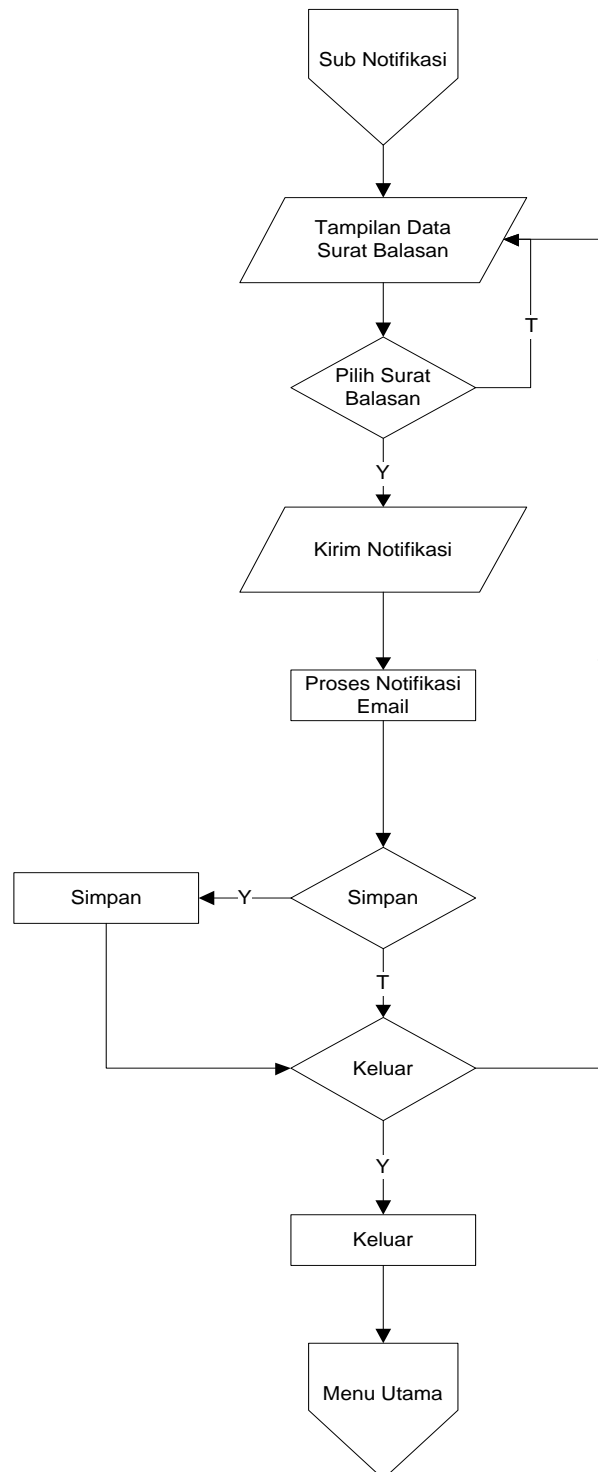 Sub Notifikasi
Tampilan Data
Surat Balasan
T
Pilih Surat
Balasan
Y
Kirim Notifikasi
Proses Notifikasi
Email
Simpan
Y
Simpan
T
Keluar
Y
Keluar
Menu Utama